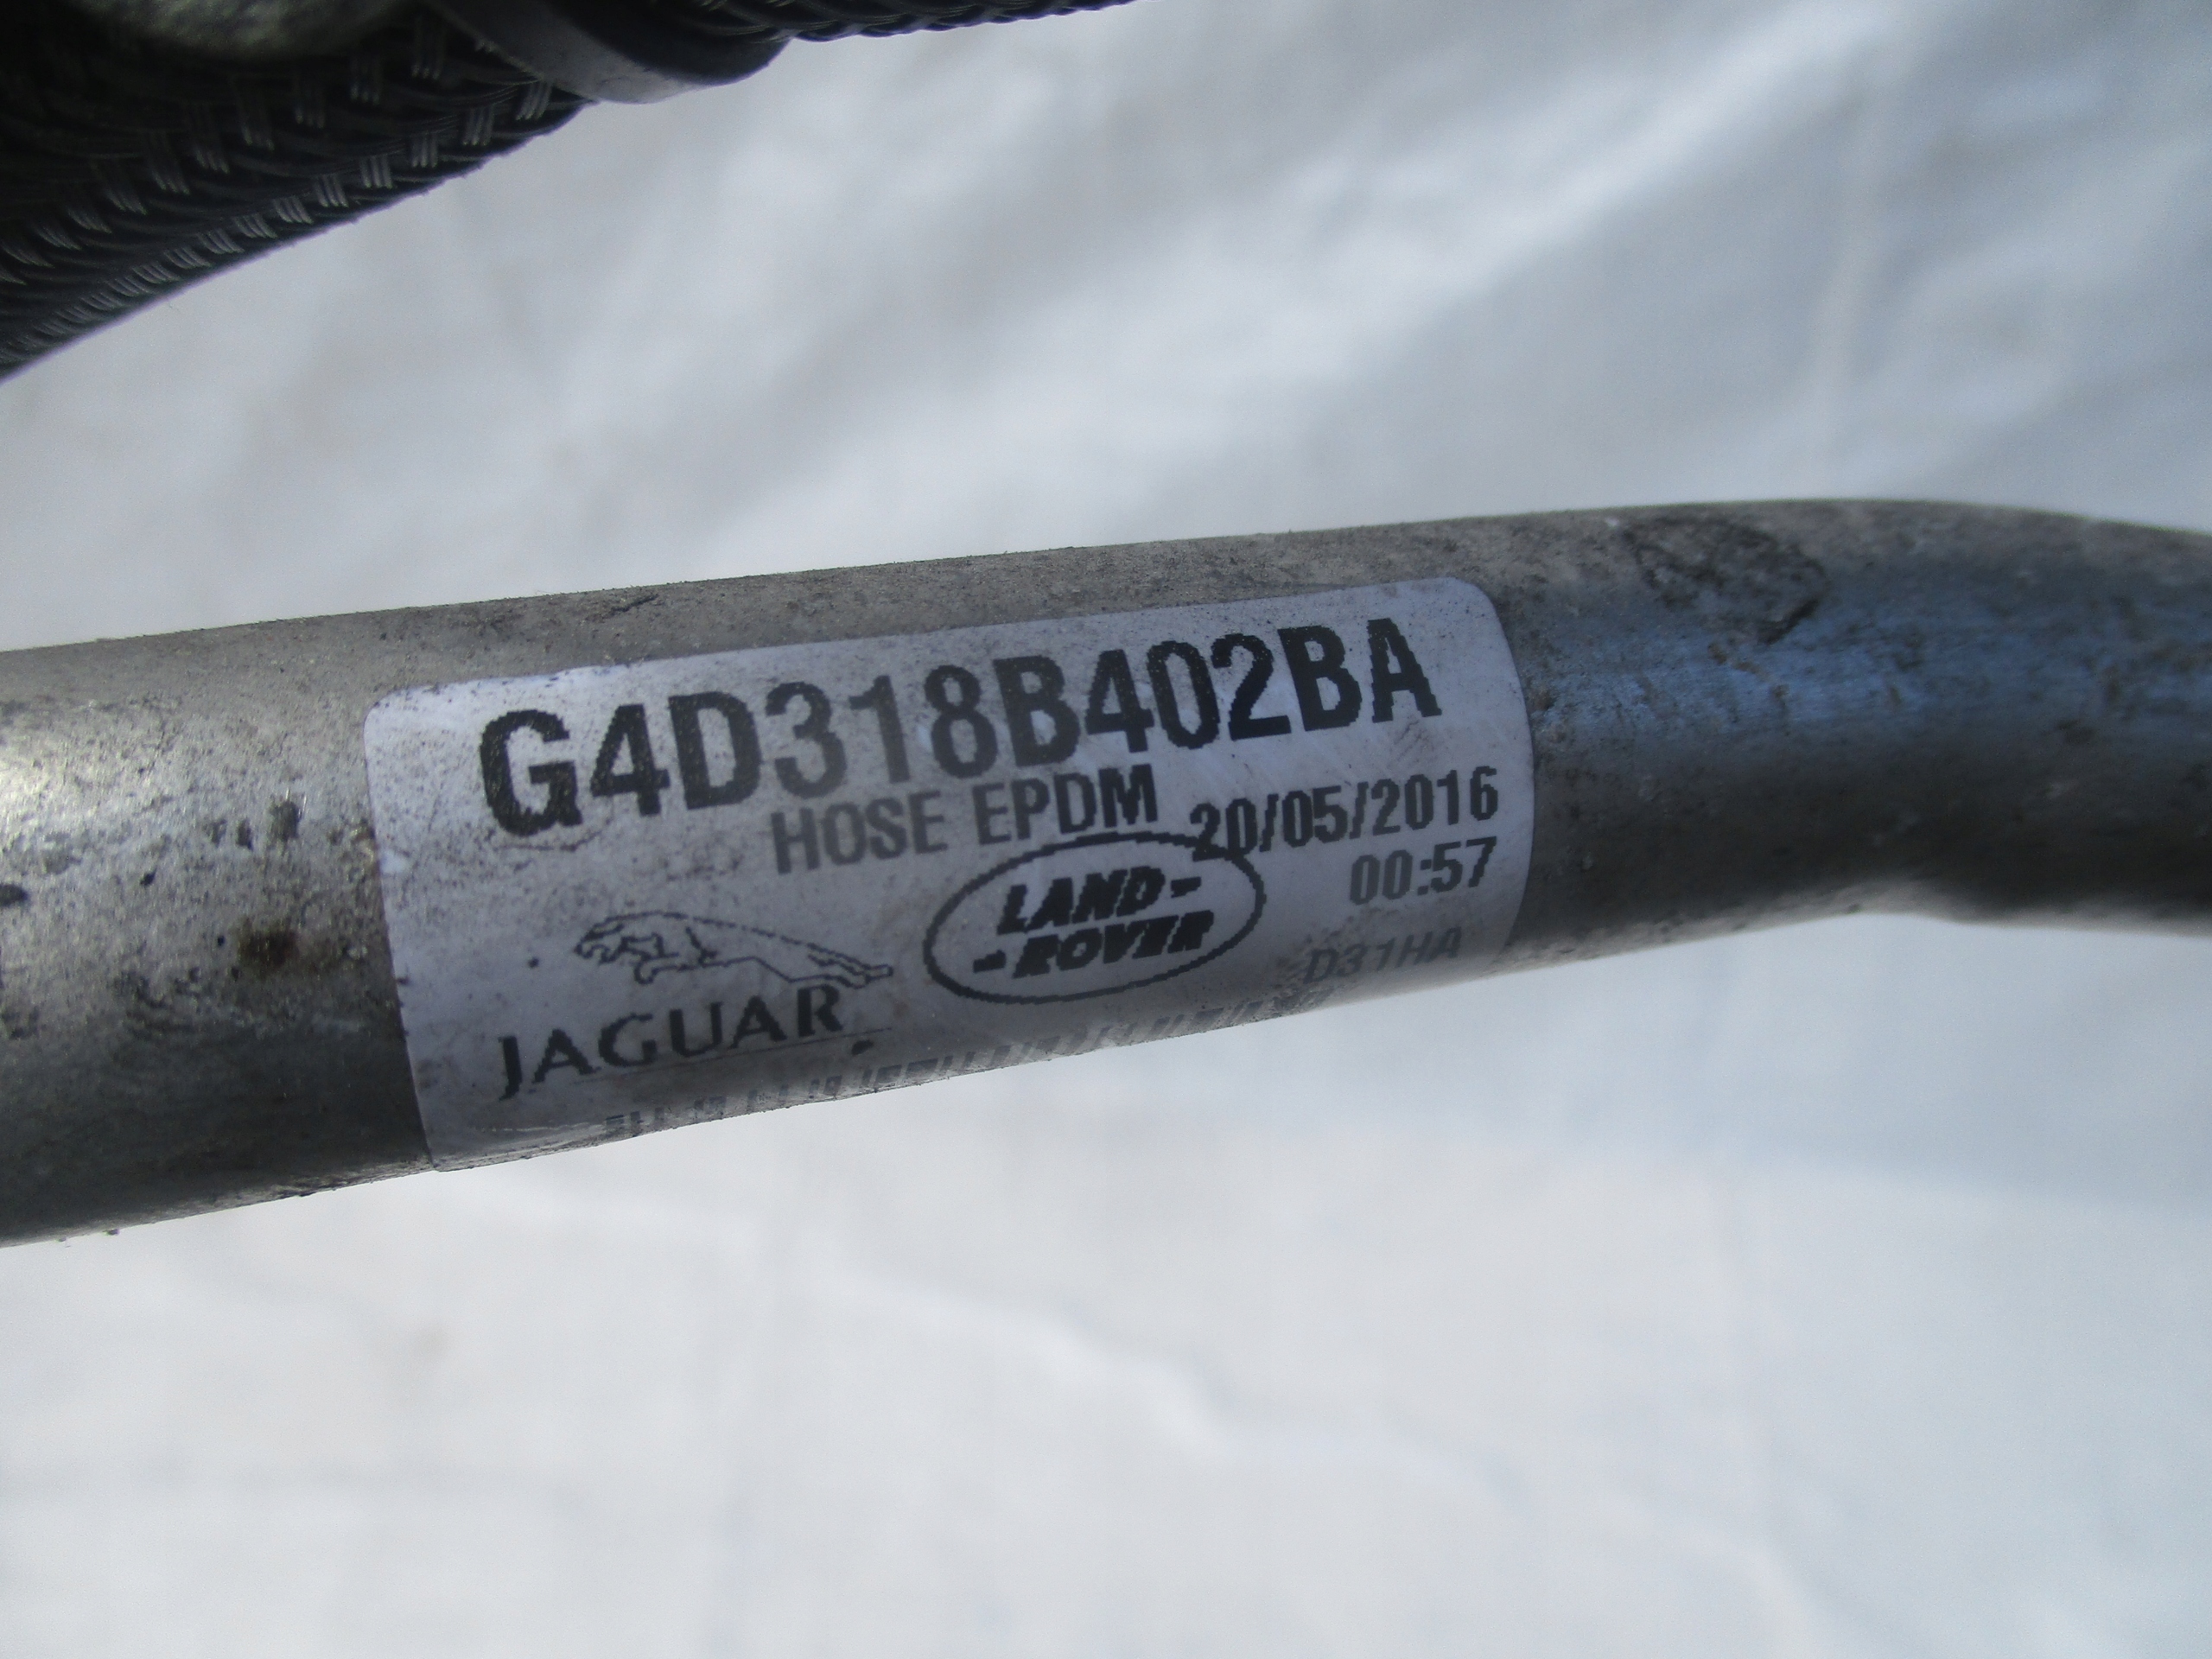 G4D318B402BA
HOSE EPDM 20/05/2016
00:57
LAND-
-ROVER
JAGUAR
D31HA